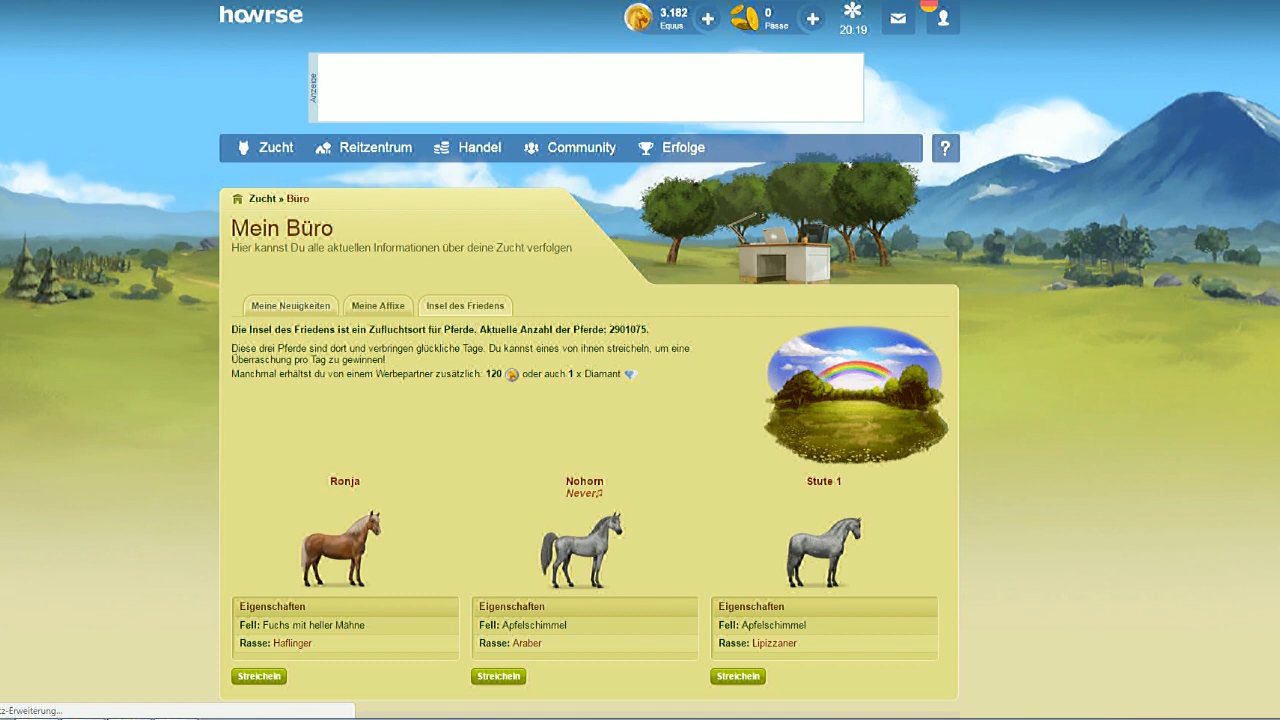 howrse
3.182
Equus
0
Pässe
20:19
Anzeige
Zucht
Reitzentrum
Handel
Community
Erfolge
?
Zucht » Büro
Mein Büro
Hier kannst Du alle aktuellen Informationen über deine Zucht verfolgen
Meine Neuigkeiten
Meine Affixe
Insel des Friedens
Die Insel des Friedens ist ein Zufluchtsort für Pferde. Aktuelle Anzahl der Pferde: 2901075.
Diese drei Pferde sind dort und verbringen glückliche Tage. Du kannst eines von ihnen streicheln, um eine
Überraschung pro Tag zu gewinnen!
Manchmal erhältst du von einem Werbepartner zusätzlich: 120 oder auch 1 x Diamant
Ronja
Nohorn
Never♫
Stute 1
Eigenschaften
Fell: Fuchs mit heller Mähne
Rasse: Haflinger
Streicheln
Eigenschaften
Fell: Apfelschimmel
Rasse: Araber
Streicheln
Eigenschaften
Fell: Apfelschimmel
Rasse: Lipizzaner
Streicheln
tz-Erweiterung...